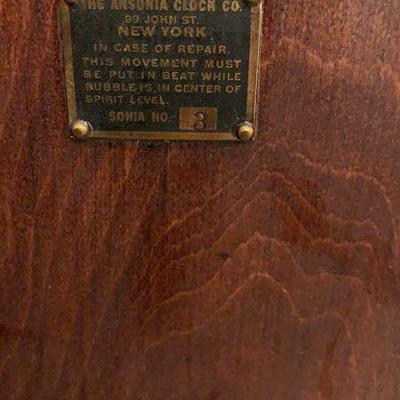 THE ANSONIA CLOCK CO.
99 JOHN ST.
NEW YORK
IN CASE OF REPAIR.
THIS MOVEMENT MUST
BE PUT IN BEAT WHILE
BUBBLE IS, IN CENTER OF
SPIRIT LEVEL.
SONIA NO. 3